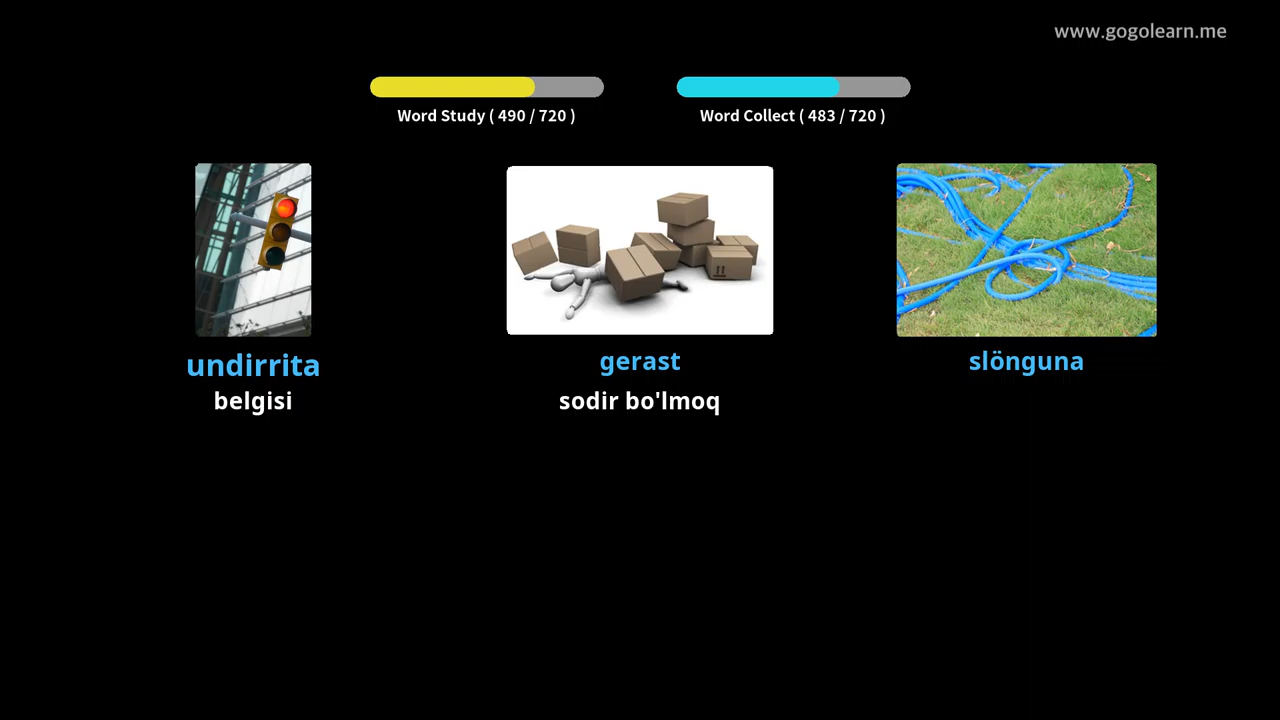 www.gogolearn.me
Word Study ( 490 / 720 )
Word Collect ( 483 / 720 )
undirrita
belgisi
gerast
sodir bo'lmoq
slönguna